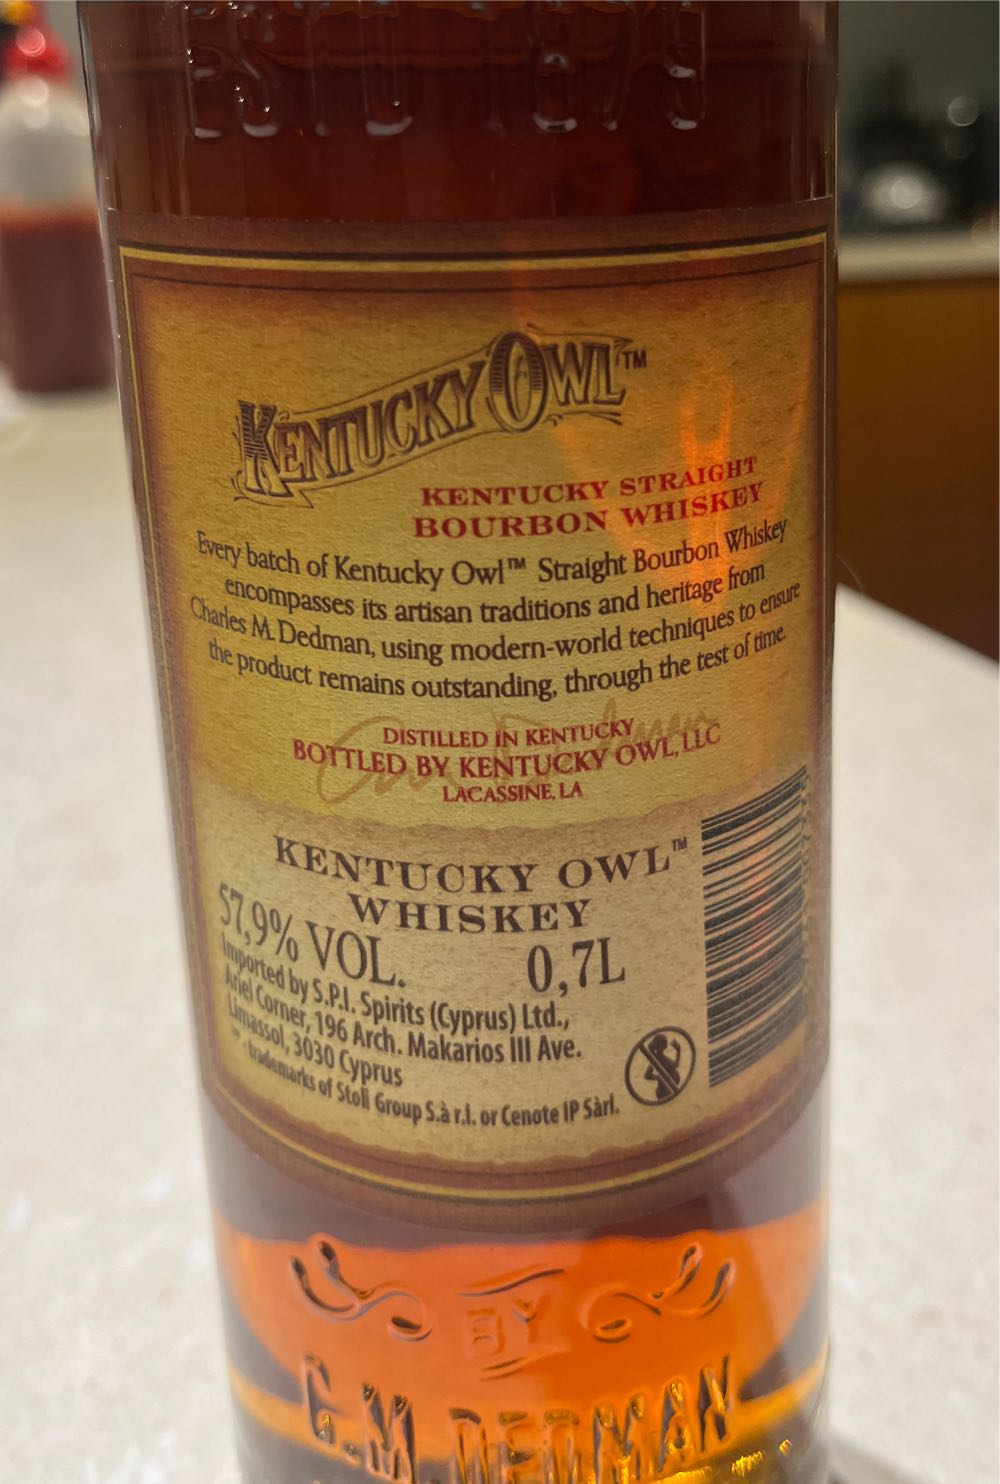 ESTD 1879
KENTUCKY OWL™
KENTUCKY STRAIGHT
BOURBON WHISKEY
Every batch of Kentucky Owl™ Straight Bourbon Whiskey
encompasses its artisan traditions and heritage from
Charles M. Dedman, using modern-world techniques to ensure
the product remains outstanding, through the test of time.
DISTILLED IN KENTUCKY
BOTTLED BY KENTUCKY OWL, LLC
LACASSINE, LA
KENTUCKY OWL™
WHISKEY
57,9% VOL. 0,7L
Imported by S.P.I. Spirits (Cyprus) Ltd.,
Ariel Corner, 196 Arch. Makarios III Ave.
Limassol, 3030 Cyprus
™ - trademarks of Stoli Group S.à r.l. or Cenote IP Sàrl.
BY
C.M. DEDMAN